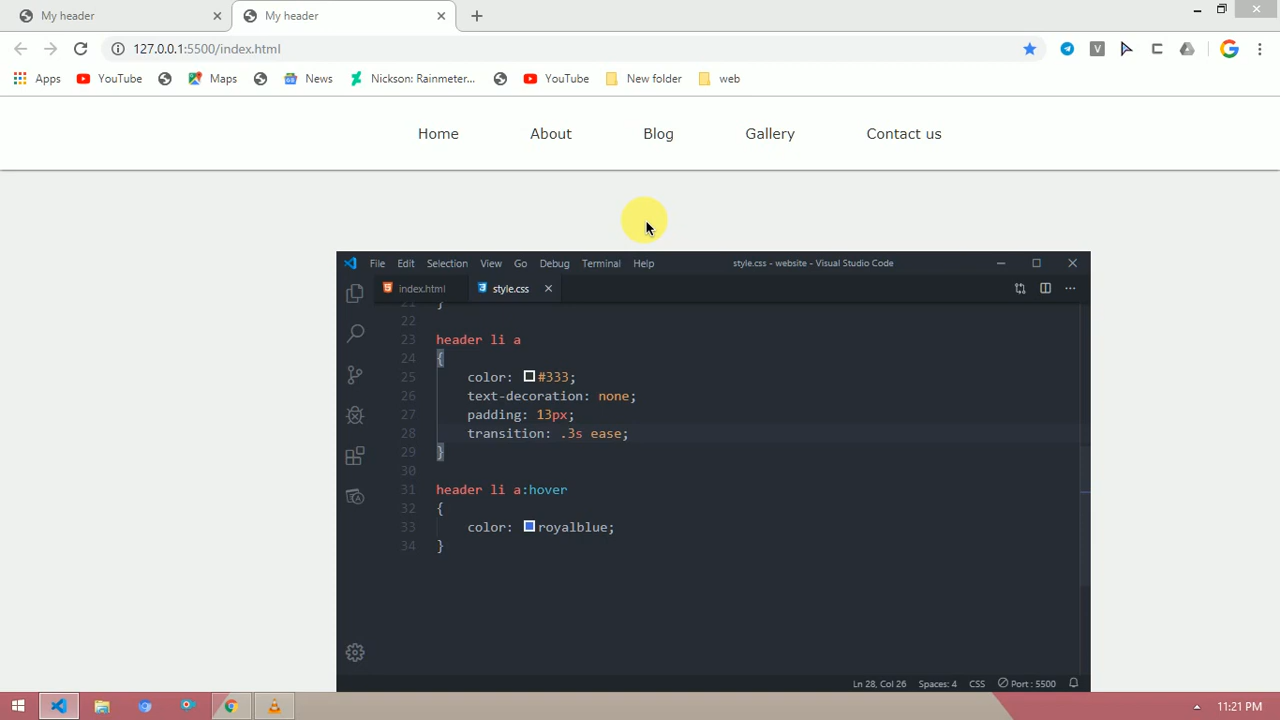 My header
My header
127.0.0.1:5500/index.html
Apps YouTube Maps News Nickson: Rainmeter... YouTube New folder web
Home About Blog Gallery Contact us
File Edit Selection View Go Debug Terminal Help style.css - website - Visual Studio Code
index.html style.css
21 }
22
23 header li a
24 {
25 color: #333;
26 text-decoration: none;
27 padding: 13px;
28 transition: .3s ease;
29 }
30
31 header li a:hover
32 {
33 color: royalblue;
34 }
Ln 28, Col 26 Spaces: 4 CSS Port : 5500
11:21 PM